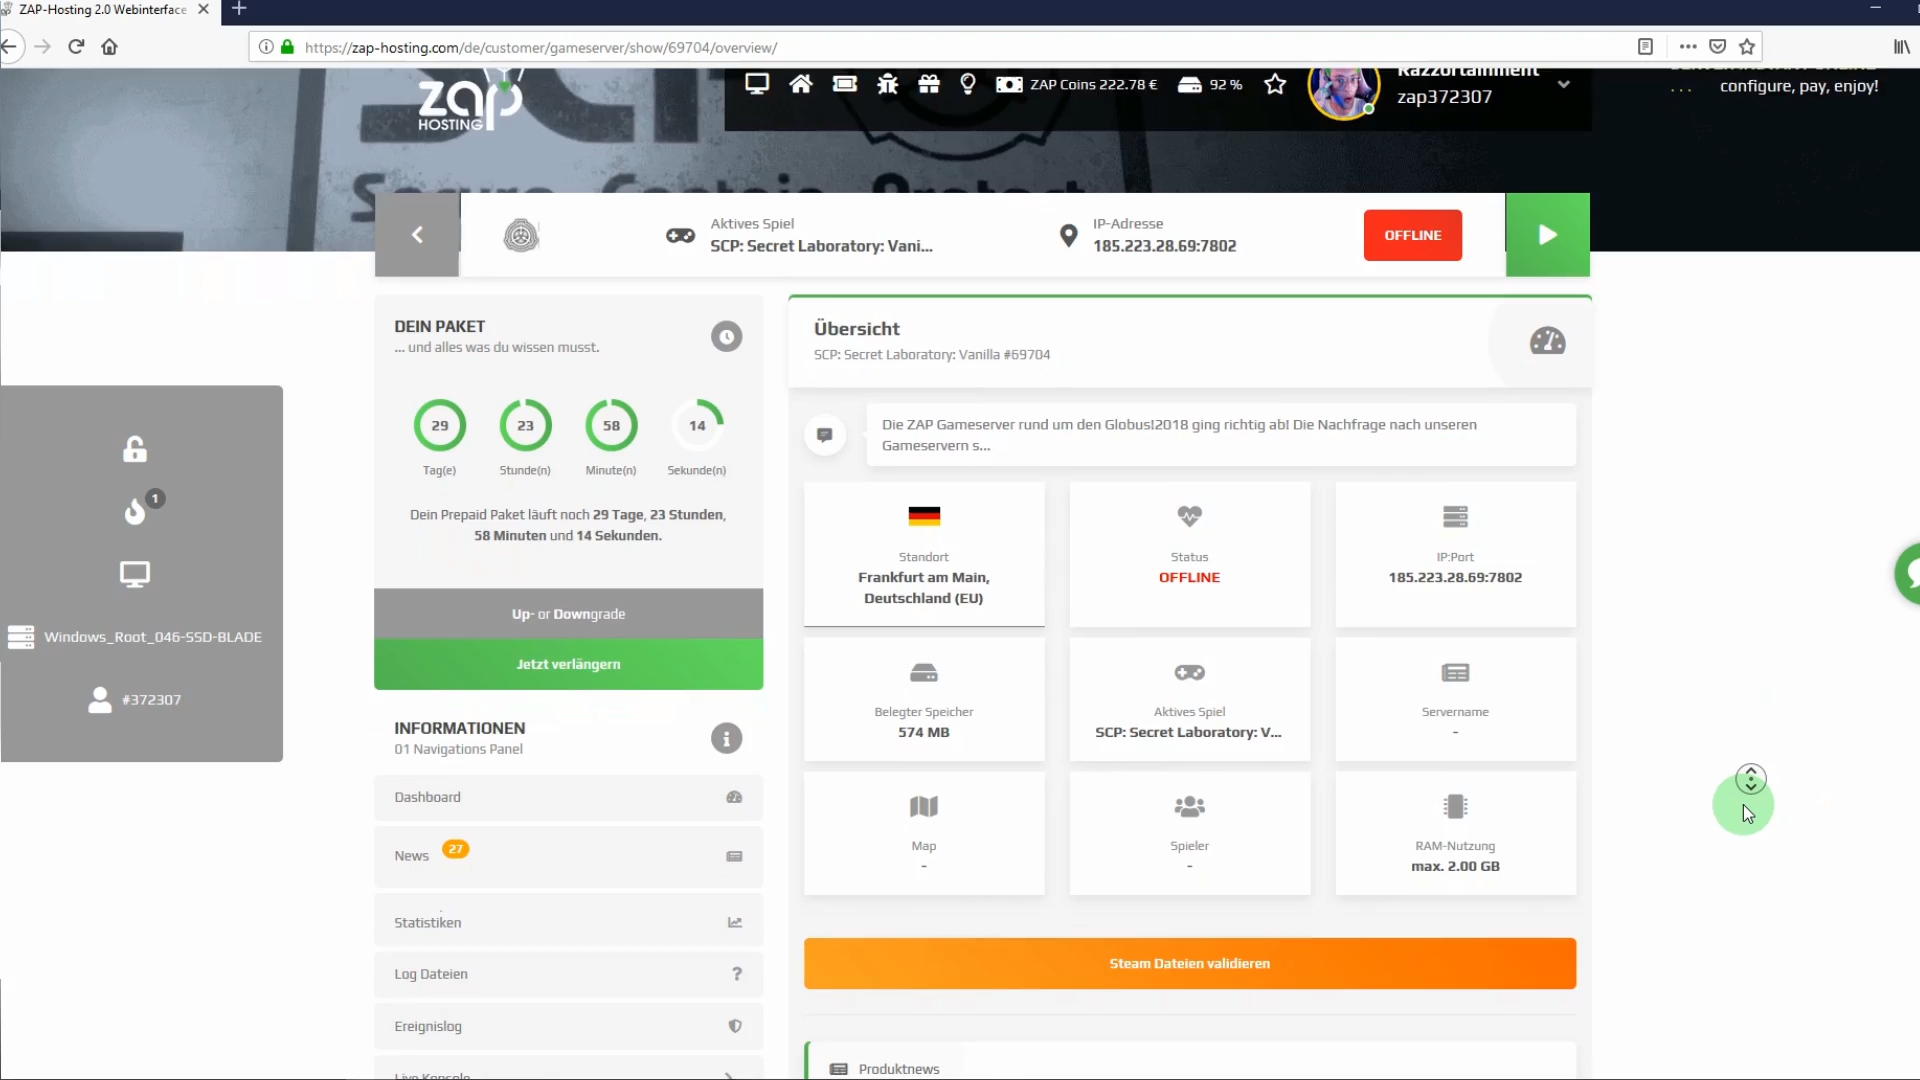 ZAP-Hosting 2.0 Webinterface
https://zap-hosting.com/de/customer/gameserver/show/69704/overview/
zap
HOSTING
ZAP Coins 222.78 €
92 %
Razzortainment
zap372307
... configure, pay, enjoy!
Secure. Contain. Protect.
Aktives Spiel
SCP: Secret Laboratory: Vani...
IP-Adresse
185.223.28.69:7802
OFFLINE
DEIN PAKET
... und alles was du wissen musst.
29
23
58
14
Tag(e)
Stunde(n)
Minute(n)
Sekunde(n)
Dein Prepaid Paket läuft noch 29 Tage, 23 Stunden,
58 Minuten und 14 Sekunden.
Up- or Downgrade
Jetzt verlängern
INFORMATIONEN
01 Navigations Panel
Dashboard
News 27
Statistiken
Log Dateien
Ereignislog
Live Konsole
1
Windows_Root_046-SSD-BLADE
#372307
Übersicht
SCP: Secret Laboratory: Vanilla #69704
Die ZAP Gameserver rund um den Globus!2018 ging richtig ab! Die Nachfrage nach unseren
Gameservern s...
Standort
Frankfurt am Main,
Deutschland (EU)
Status
OFFLINE
IP:Port
185.223.28.69:7802
Belegter Speicher
574 MB
Aktives Spiel
SCP: Secret Laboratory: V...
Servername
-
Map
-
Spieler
-
RAM-Nutzung
max. 2.00 GB
Steam Dateien validieren
Produktnews